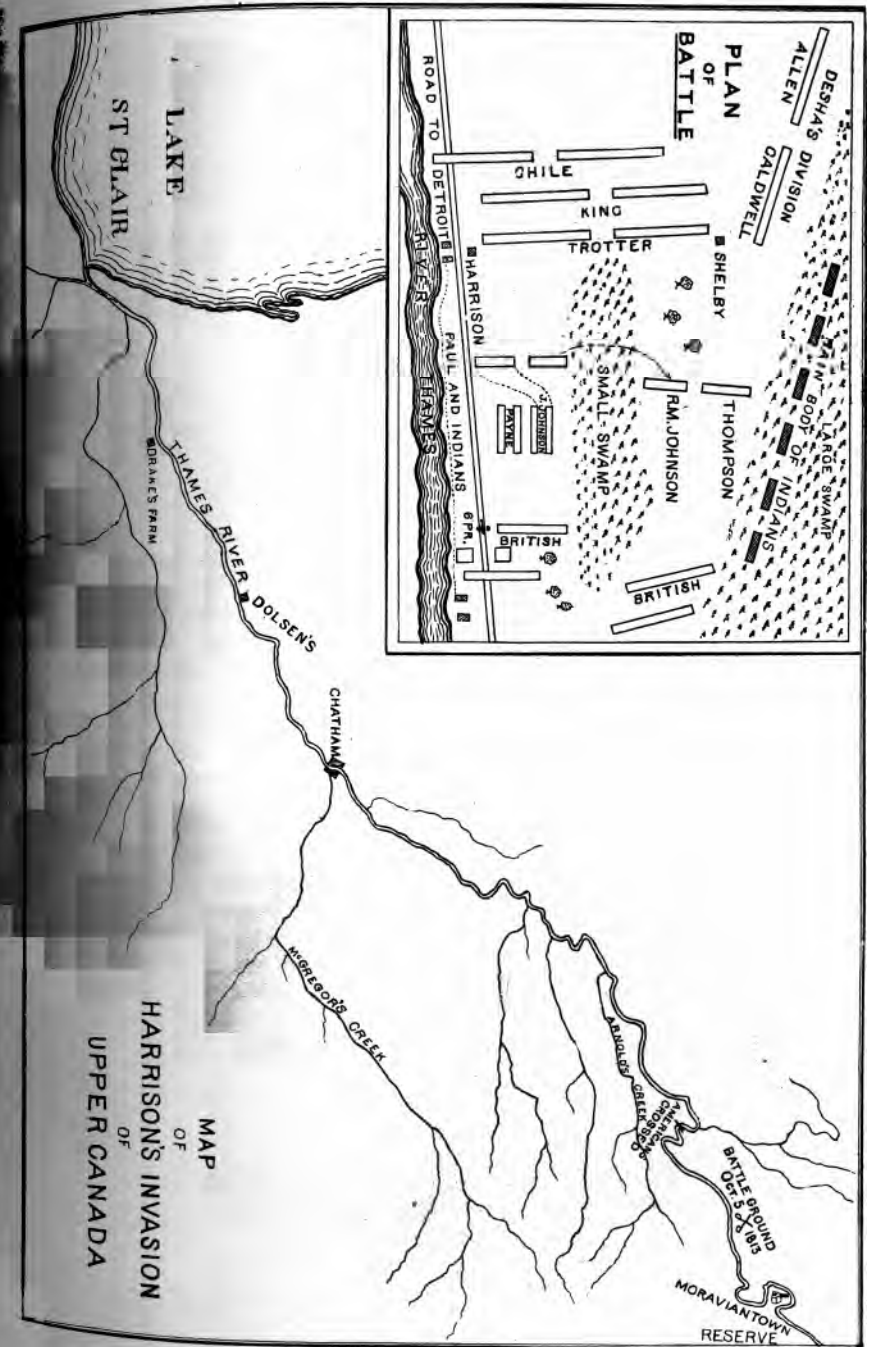 PLAN
OF
BATTLE
DESHA'S DIVISION
ALLEN
CALDWELL
LARGE SWAMP
MAIN BODY OF INDIANS
CHILE
KING
TROTTER
SHELBY
THOMPSON
R.M. JOHNSON
SMALL SWAMP
HARRISON
J. JOHNSON
PAYNE
BRITISH
BRITISH
6 PR.
ROAD TO DETROIT
PAUL AND INDIANS
RIVER THAMES
LAKE
ST CLAIR
THAMES RIVER
DRAKE'S FARM
DOLSEN'S
CHATHAM
McGREGOR'S CREEK
ARNOLD'S CREEK
AMERICAN
CROSSING
BATTLE GROUND
OCT. 5 1813
MORAVIANTOWN
RESERVE
MAP
OF
HARRISON'S INVASION
OF
UPPER CANADA